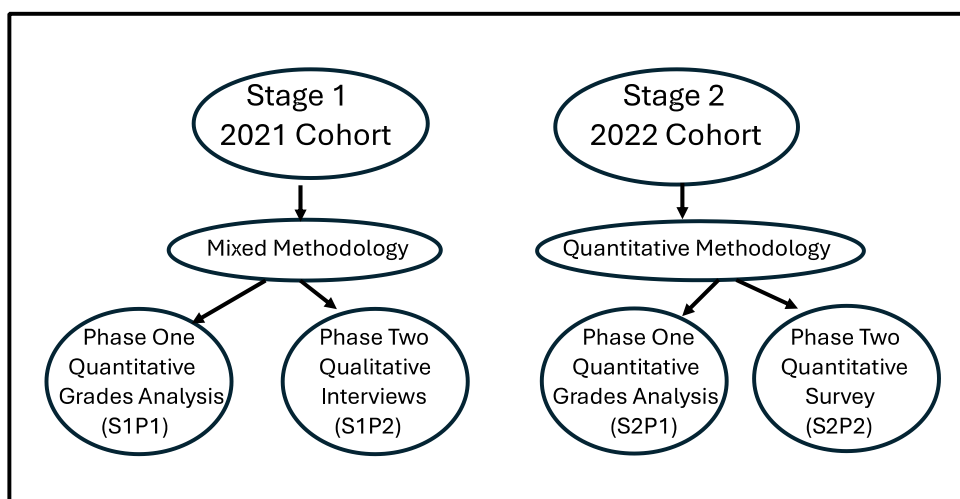 Stage 1
2021 Cohort
Stage 2
2022 Cohort
Mixed Methodology
Quantitative Methodology
Phase One
Quantitative
Grades Analysis
(S1P1)
Phase Two
Qualitative
Interviews
(S1P2)
Phase One
Quantitative
Grades Analysis
(S2P1)
Phase Two
Quantitative
Survey
(S2P2)